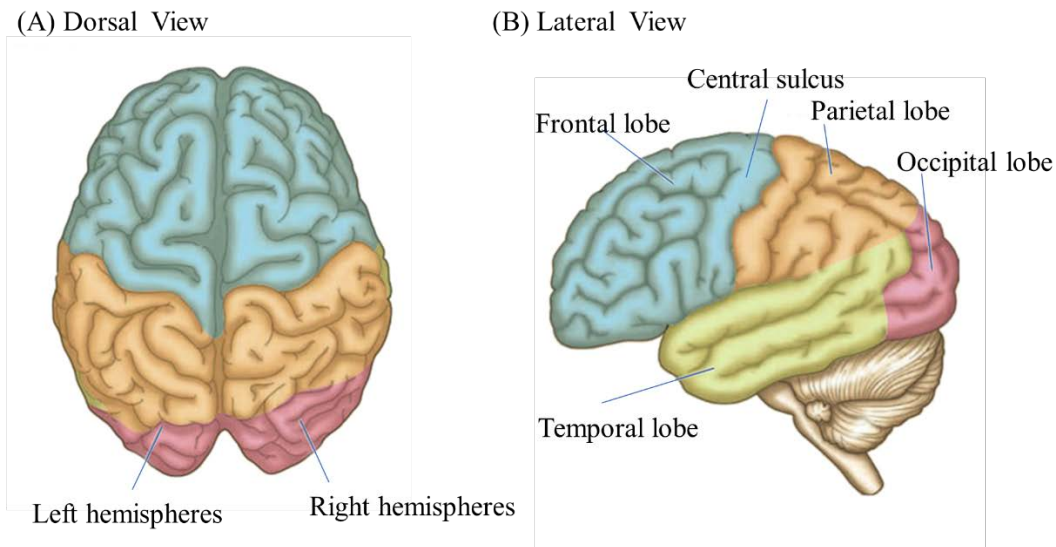 (A) Dorsal View
(B) Lateral View
Central sulcus
Frontal lobe
Parietal lobe
Occipital lobe
Temporal lobe
Left hemispheres
Right hemispheres